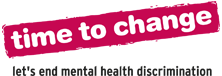 time to change
let's end mental health discrimination